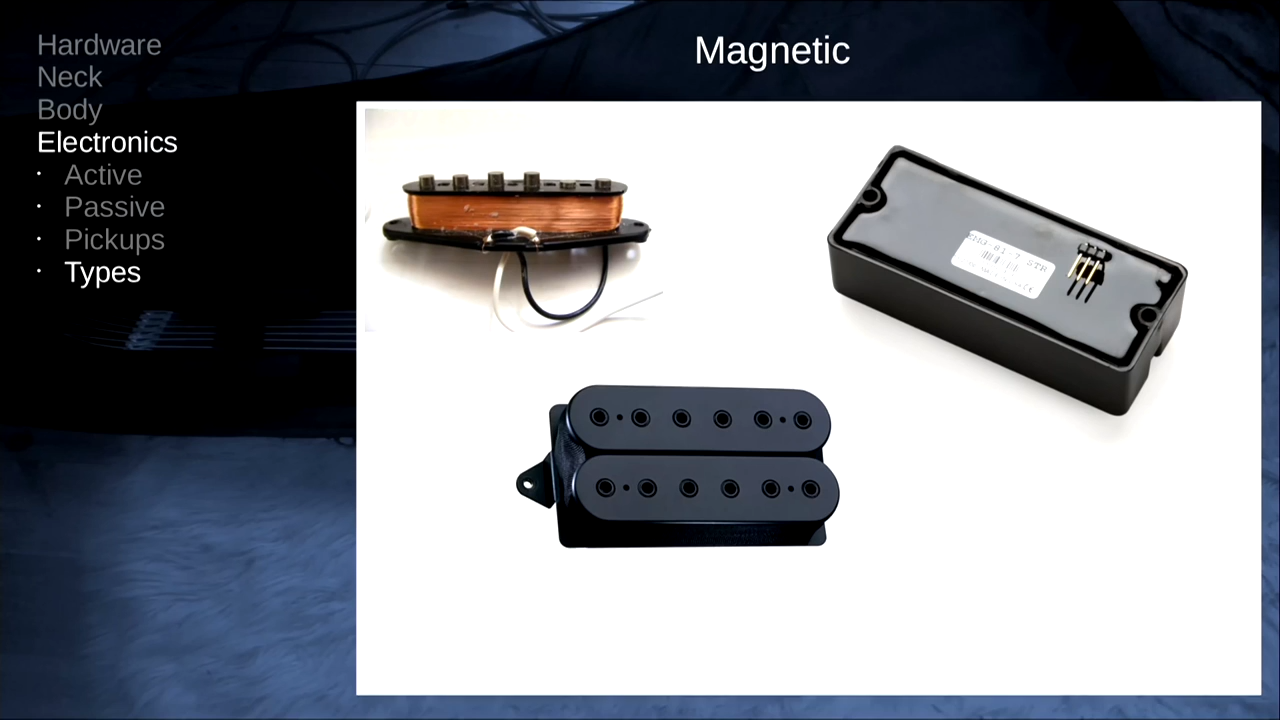 Hardware
Neck
Body
Electronics
· Active
· Passive
· Pickups
· Types
Magnetic